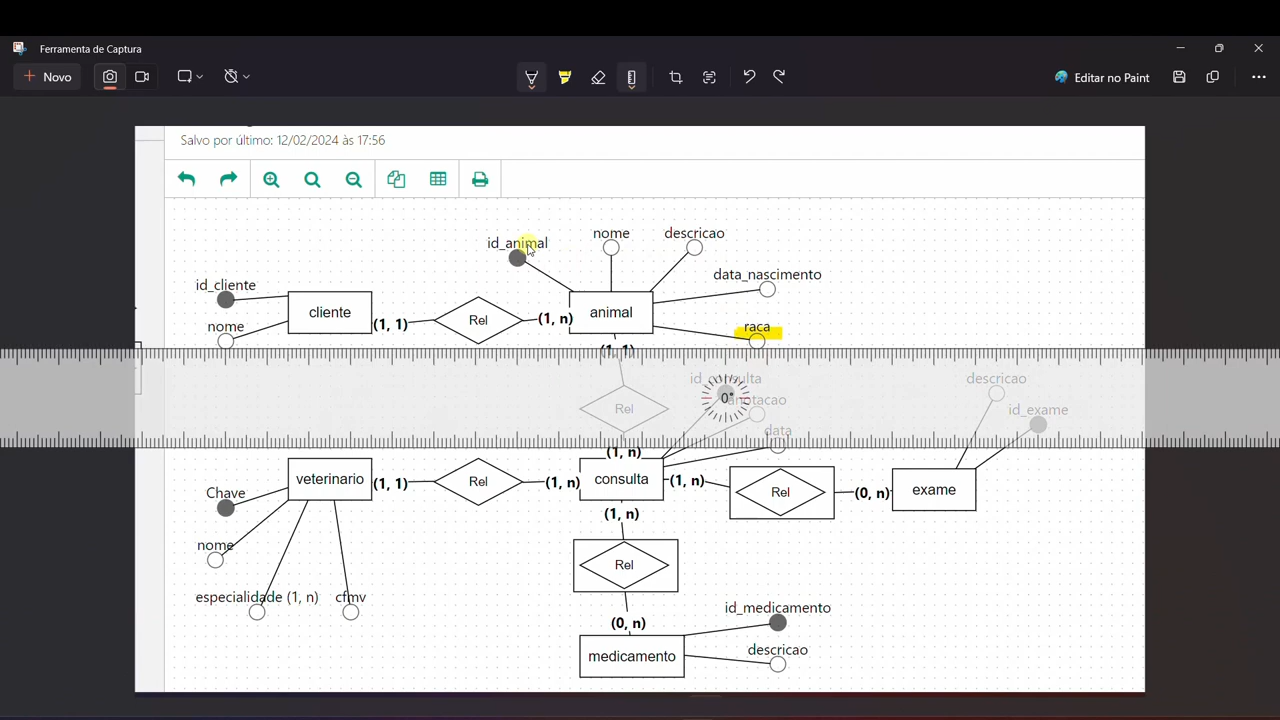 Ferramenta de Captura
Novo
Editar no Paint
Salvo por último: 12/02/2024 às 17:56
nome
descricao
id_animal
data_nascimento
id_cliente
cliente
(1, 1)
Rel
(1, n)
animal
nome
raca
(1, 1)
id_consulta
descricao
0°
anotacao
Rel
id_exame
data
(1, n)
veterinario
(1, 1)
Rel
(1, n)
consulta
(1, n)
Rel
(0, n)
exame
Chave
(1, n)
nome
Rel
especialidade (1, n)
cfmv
(0, n)
id_medicamento
medicamento
descricao